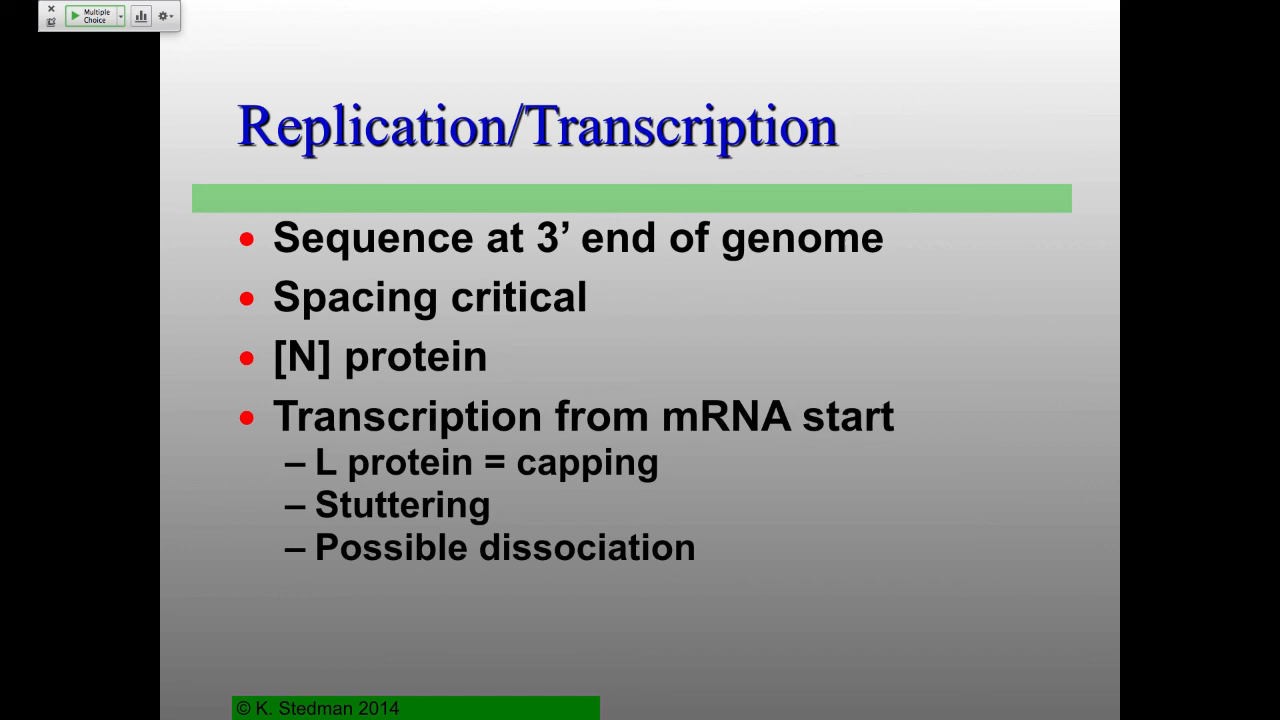 Multiple
Choice
Replication/Transcription
• Sequence at 3’ end of genome
• Spacing critical
• [N] protein
• Transcription from mRNA start
– L protein = capping
– Stuttering
– Possible dissociation
© K. Stedman 2014